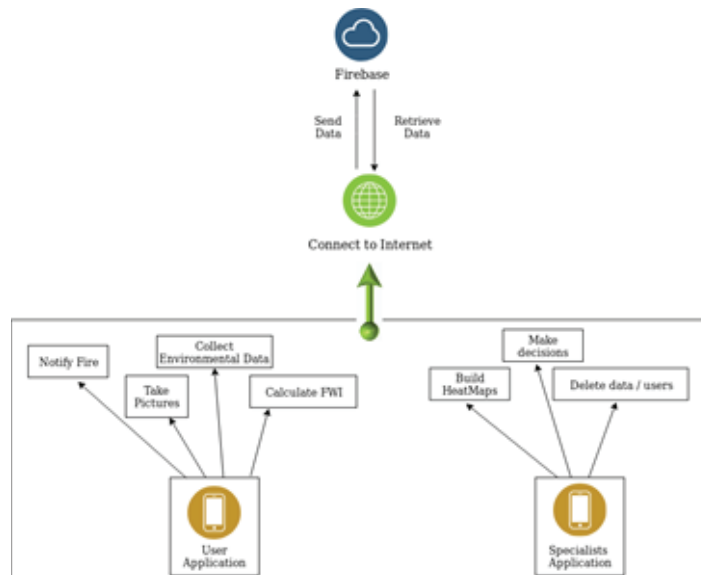 Firebase
Send
Data
Retrieve
Data
Connect to Internet
Notify Fire
Take
Pictures
Collect
Environmental Data
Calculate FWI
Build
HeatMaps
Make
decisions
Delete data / users
User
Application
Specialists
Application